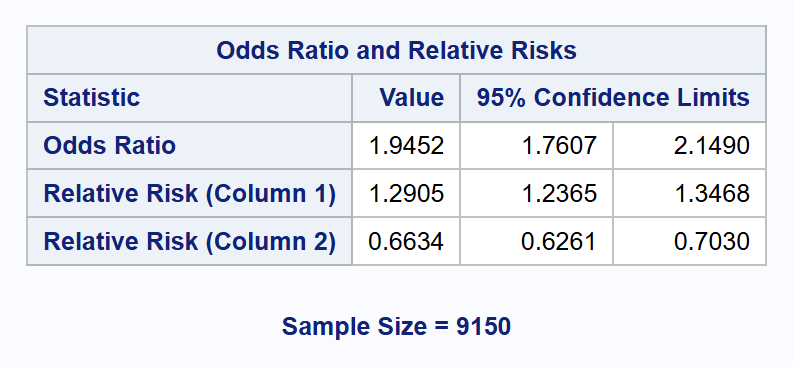 Odds Ratio and Relative Risks
Statistic Value 95% Confidence Limits
Odds Ratio 1.9452 1.7607 2.1490
Relative Risk (Column 1) 1.2905 1.2365 1.3468
Relative Risk (Column 2) 0.6634 0.6261 0.7030
Sample Size = 9150